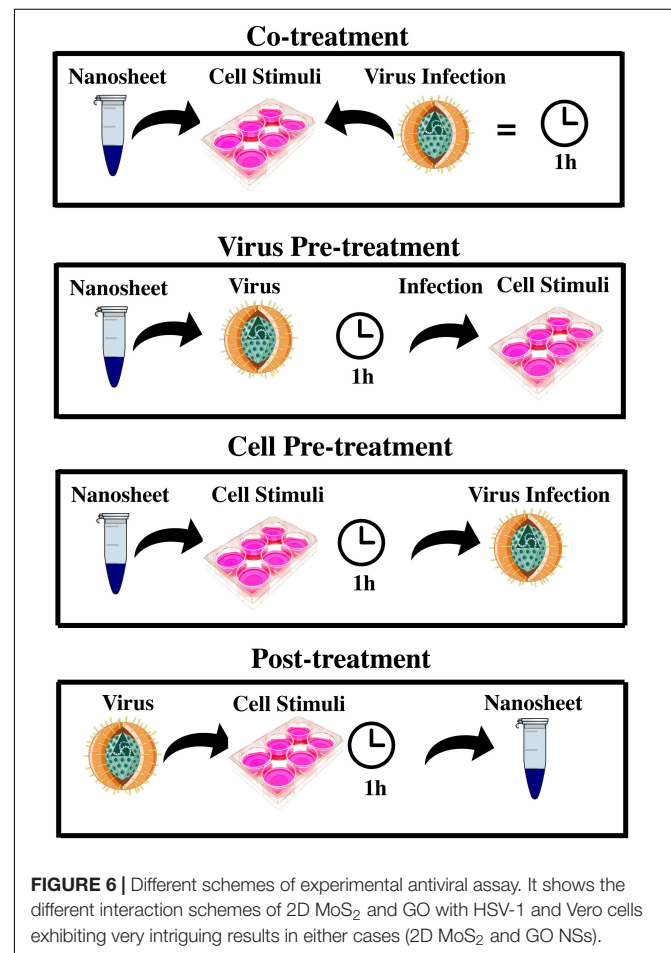 Co-treatment
Nanosheet Cell Stimuli Virus Infection
=
1h
Virus Pre-treatment
Nanosheet Virus Infection Cell Stimuli
1h
Cell Pre-treatment
Nanosheet Cell Stimuli Virus Infection
1h
Post-treatment
Virus Cell Stimuli Nanosheet
1h
FIGURE 6 | Different schemes of experimental antiviral assay. It shows the
different interaction schemes of 2D MoS₂ and GO with HSV-1 and Vero cells
exhibiting very intriguing results in either cases (2D MoS₂ and GO NSs).